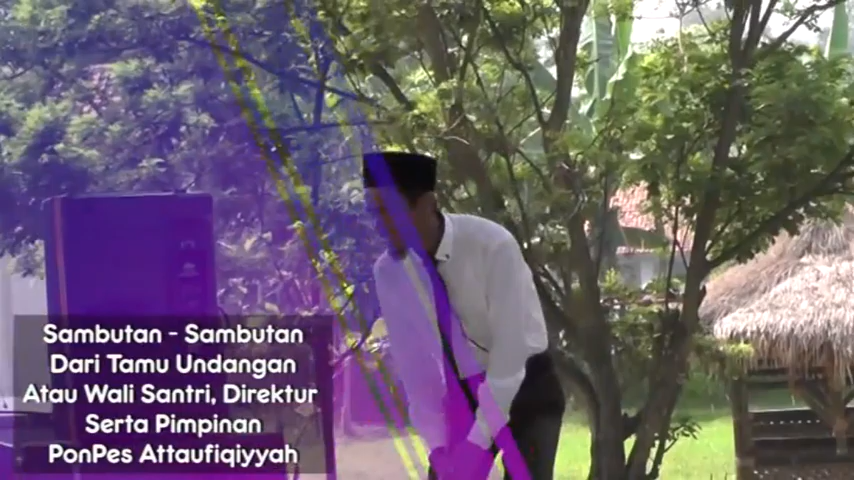 Sambutan - Sambutan
Dari Tamu Undangan
Atau Wali Santri, Direktur
Serta Pimpinan
PonPes Attaufiqiyyah